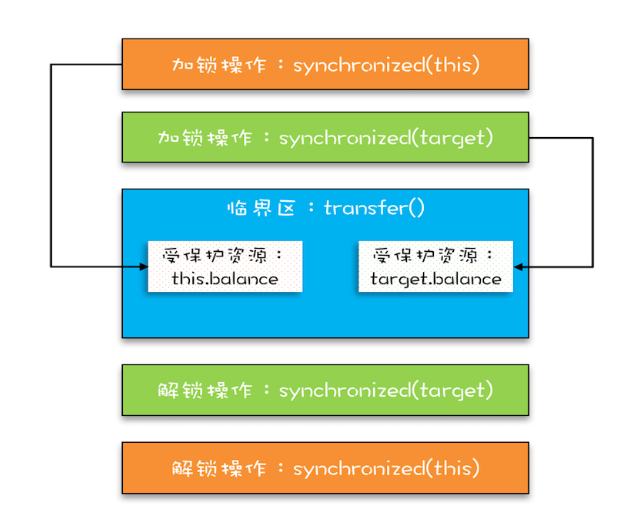 加锁操作：synchronized(this)
加锁操作：synchronized(target)
临界区：transfer()
受保护资源：
this.balance
受保护资源：
target.balance
解锁操作：synchronized(target)
解锁操作：synchronized(this)